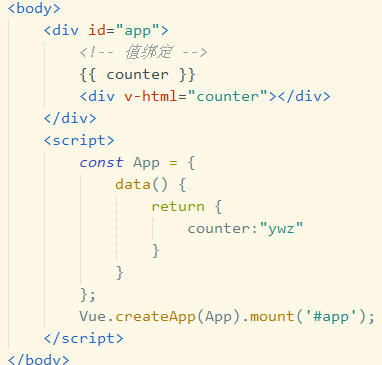 <body>
<div id="app">
<!-- 值绑定 -->
{{ counter }}
<div v-html="counter"></div>
</div>
<script>
const App = {
data() {
return {
counter:"ywz"
}
}
};
Vue.createApp(App).mount('#app');
</script>
</body>